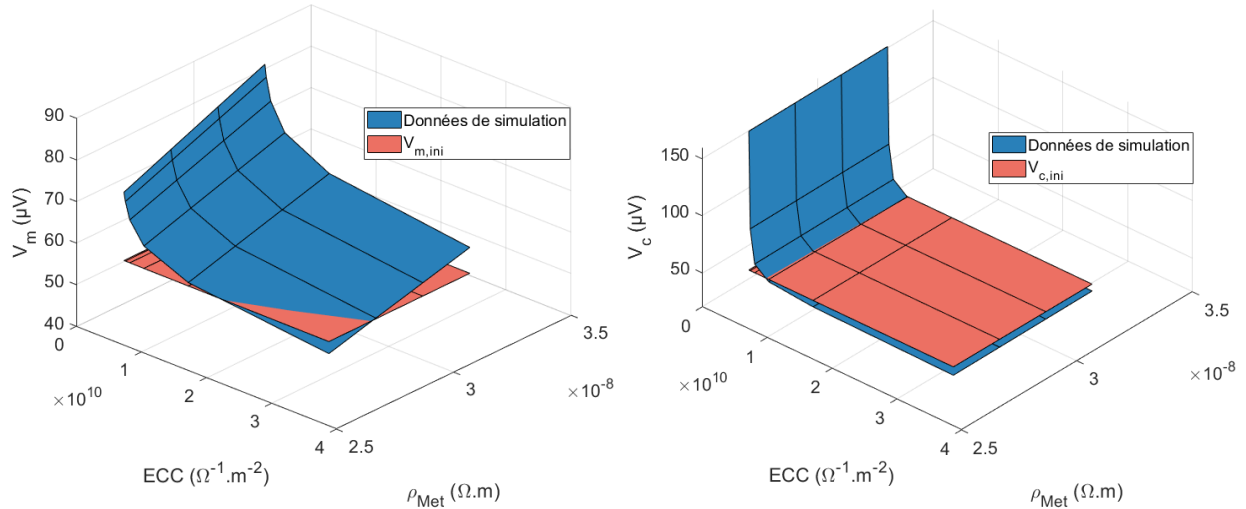 90
80
70
60
50
40
V_m (µV)
0
1
2
3
4
×10^10
ECC (Ω^-1.m^-2)
2.5
3
3.5
×10^-8
ρ_Met (Ω.m)
Données de simulation
V_m,ini
150
100
50
V_c (µV)
0
1
2
3
4
×10^10
ECC (Ω^-1.m^-2)
2.5
3
3.5
×10^-8
ρ_Met (Ω.m)
Données de simulation
V_c,ini